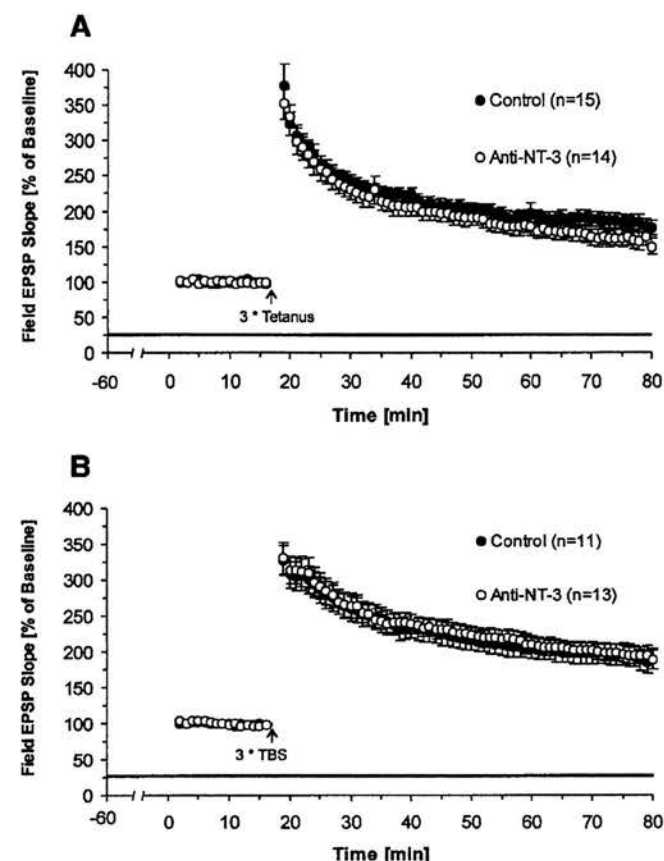 A
Field EPSP Slope [% of Baseline]
400
350
300
250
200
150
100
50
0
Control (n=15)
Anti-NT-3 (n=14)
3 * Tetanus
-60 0 10 20 30 40 50 60 70 80
Time [min]
B
Field EPSP Slope [% of Baseline]
400
350
300
250
200
150
100
50
0
Control (n=11)
Anti-NT-3 (n=13)
3 * TBS
-60 0 10 20 30 40 50 60 70 80
Time [min]